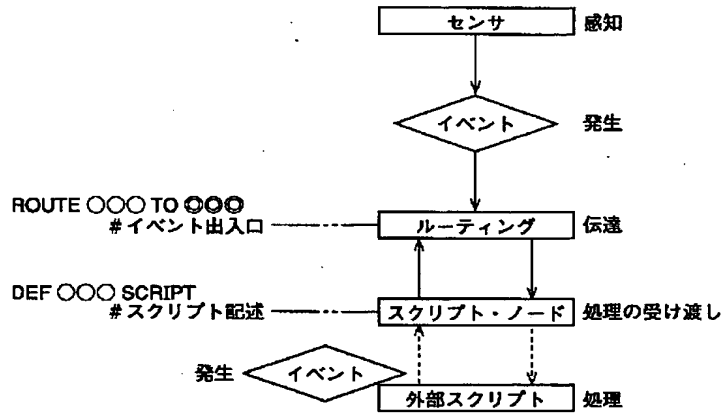 センサ 感知
イベント 発生
ROUTE ○○○ TO ◎◎◎
#イベント出入口 ルーティング 伝達
DEF ○○○ SCRIPT
#スクリプト記述 スクリプト・ノード 処理の受け渡し
発生 イベント
外部スクリプト 処理